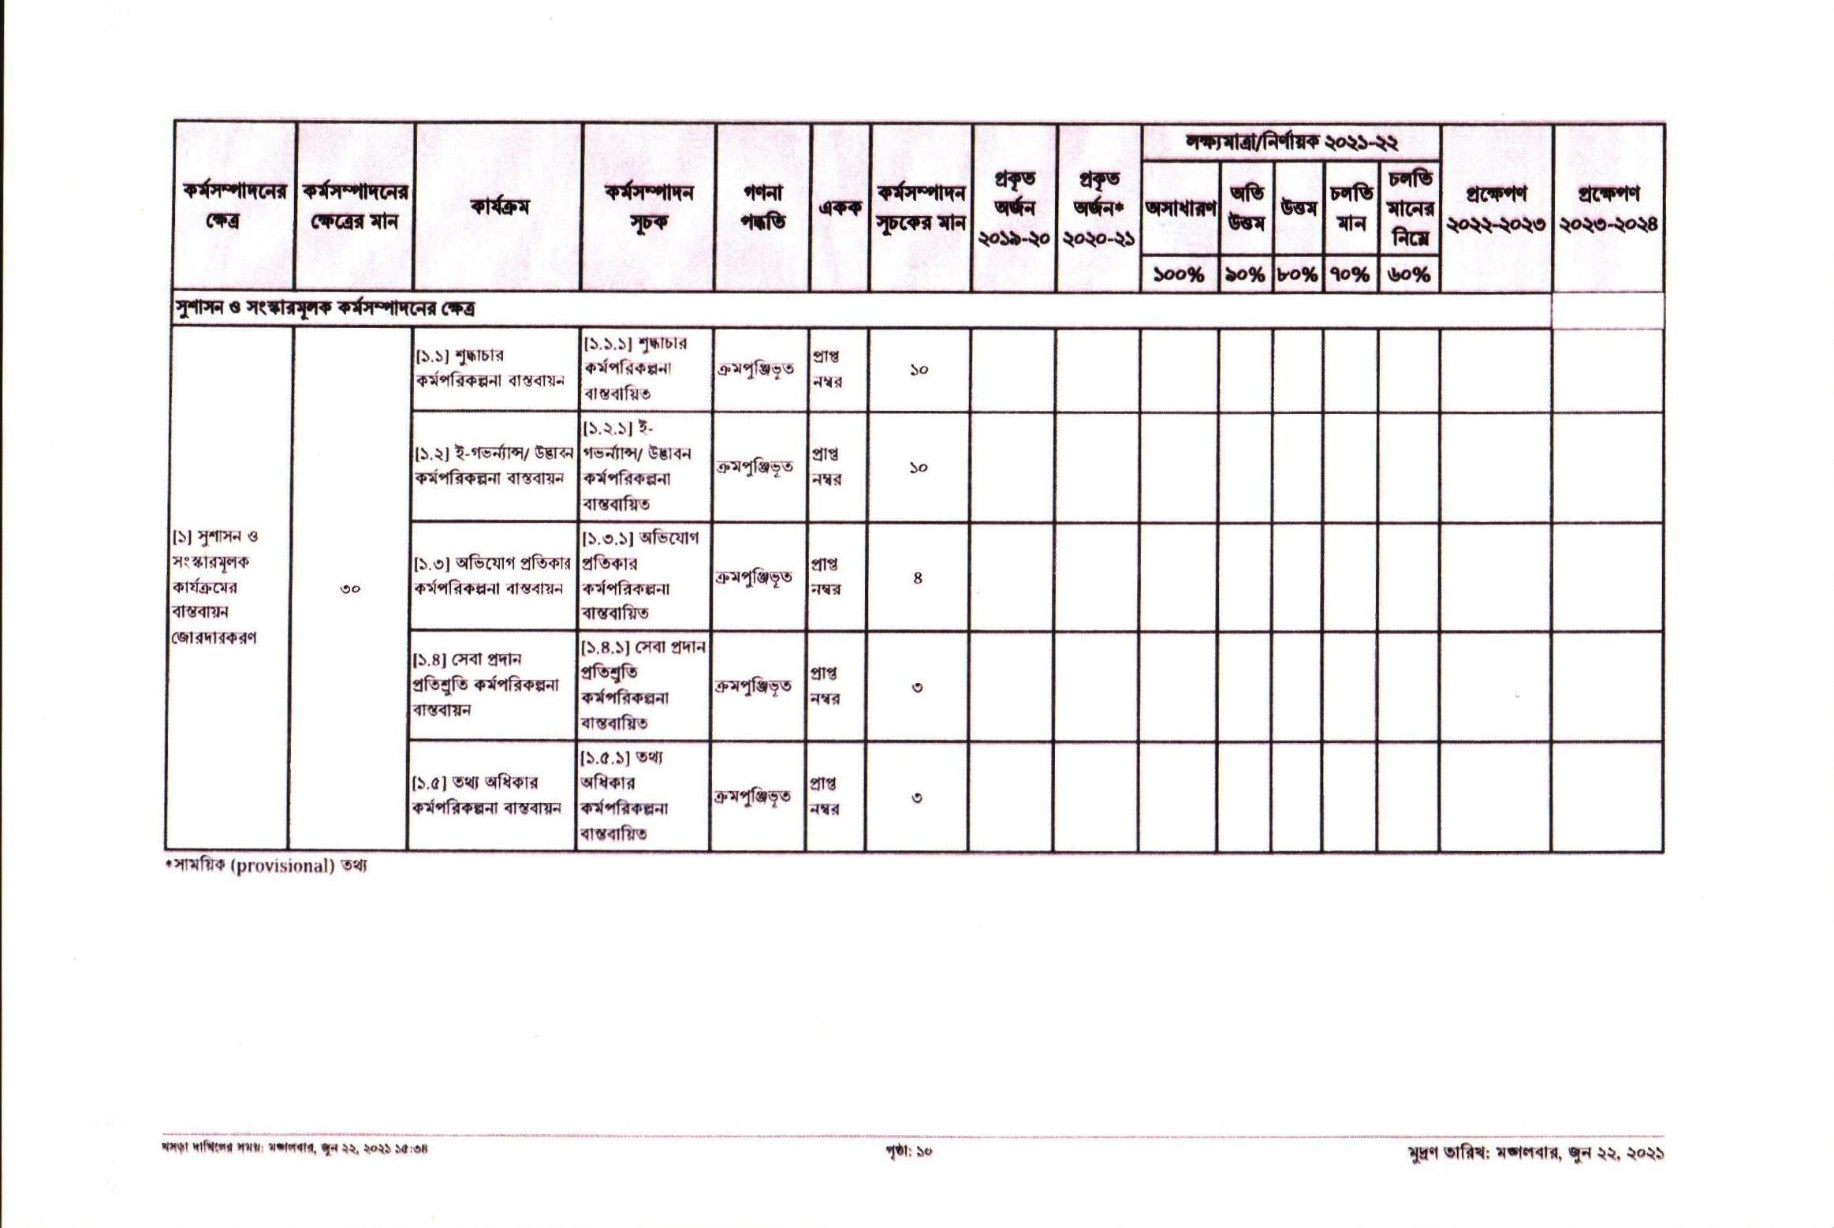 লক্ষ্যমাত্রা/নির্ণায়ক ২০২১-২২
কর্মসম্পাদনের
ক্ষেত্র
কর্মসম্পাদনের
ক্ষেত্রের মান
কার্যক্রম
কর্মসম্পাদন
সূচক
গণনা
পদ্ধতি
একক
কর্মসম্পাদন
সূচকের মান
প্রকৃত
অর্জন
২০১৯-২০
প্রকৃত
অর্জন*
২০২০-২১
অসাধারণ
অতি
উত্তম
উত্তম
চলতি
মান
চলতি
মানের
নিম্নে
প্রক্ষেপণ
২০২২-২০২৩
প্রক্ষেপণ
২০২৩-২০২৪
১০০% ৯০% ৮০% ৭০% ৬০%
সুশাসন ও সংস্কারমূলক কর্মসম্পাদনের ক্ষেত্র
[১] সুশাসন ও
সংস্কারমূলক
কার্যক্রমের
বাস্তবায়ন
জোরদারকরণ
৩০
[১.১] শুদ্ধাচার
কর্মপরিকল্পনা বাস্তবায়ন
[১.১.১] শুদ্ধাচার
কর্মপরিকল্পনা
বাস্তবায়িত
ক্রমপুঞ্জিভূত
প্রাপ্ত
নম্বর
১০
[১.২] ই-গভর্ন্যান্স/ উদ্ভাবন
কর্মপরিকল্পনা বাস্তবায়ন
[১.২.১] ই-
গভর্ন্যান্স/ উদ্ভাবন
কর্মপরিকল্পনা
বাস্তবায়িত
ক্রমপুঞ্জিভূত
প্রাপ্ত
নম্বর
১০
[১.৩] অভিযোগ প্রতিকার
কর্মপরিকল্পনা বাস্তবায়ন
[১.৩.১] অভিযোগ
প্রতিকার
কর্মপরিকল্পনা
বাস্তবায়িত
ক্রমপুঞ্জিভূত
প্রাপ্ত
নম্বর
৪
[১.৪] সেবা প্রদান
প্রতিশ্রুতি কর্মপরিকল্পনা
বাস্তবায়ন
[১.৪.১] সেবা প্রদান
প্রতিশ্রুতি
কর্মপরিকল্পনা
বাস্তবায়িত
ক্রমপুঞ্জিভূত
প্রাপ্ত
নম্বর
৩
[১.৫] তথ্য অধিকার
কর্মপরিকল্পনা বাস্তবায়ন
[১.৫.১] তথ্য
অধিকার
কর্মপরিকল্পনা
বাস্তবায়িত
ক্রমপুঞ্জিভূত
প্রাপ্ত
নম্বর
৩
*সাময়িক (provisional) তথ্য
খসড়া দাখিলের সময়: মঙ্গলবার, জুন ২২, ২০২১ ১৫:৩৪
পৃষ্ঠা: ১০
মুদ্রণ তারিখ: মঙ্গলবার, জুন ২২, ২০২১